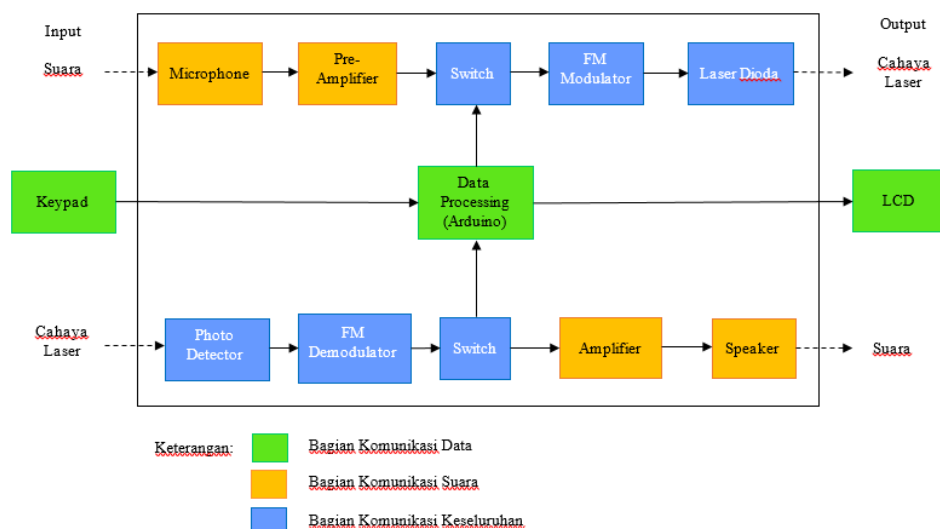 Input
Output
Suara
Microphone
Pre-
Amplifier
Switch
FM
Modulator
Laser Dioda
Cahaya
Laser
Keypad
Data
Processing
(Arduino)
LCD
Cahaya
Laser
Photo
Detector
FM
Demodulator
Switch
Amplifier
Speaker
Suara
Keterangan:
Bagian Komunikasi Data
Bagian Komunikasi Suara
Bagian Komunikasi Keseluruhan